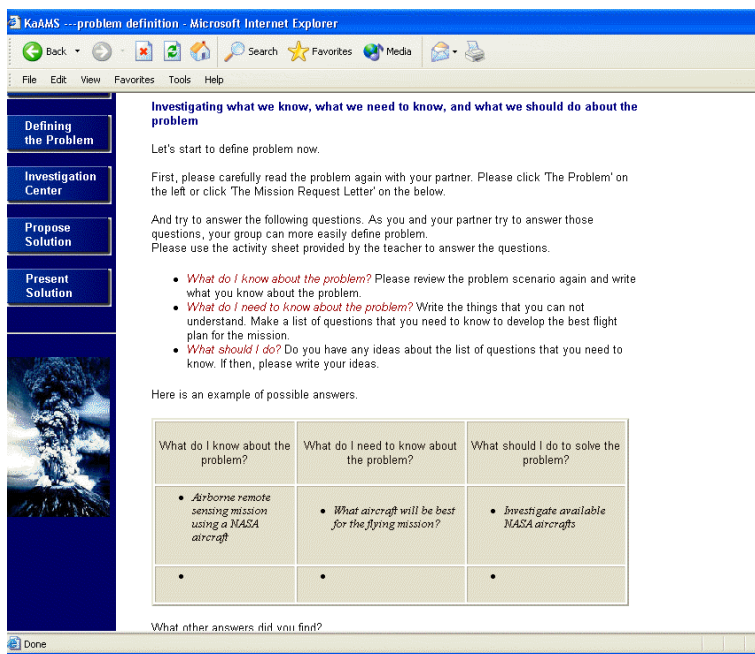 KaAMS ---problem definition - Microsoft Internet Explorer
Back
Search
Favorites
Media
File Edit View Favorites Tools Help
Defining
the Problem
Investigation
Center
Propose
Solution
Present
Solution
Investigating what we know, what we need to know, and what we should do about the
problem
Let's start to define problem now.
First, please carefully read the problem again with your partner. Please click 'The Problem' on
the left or click 'The Mission Request Letter' on the below.
And try to answer the following questions. As you and your partner try to answer those
questions, your group can more easily define problem.
Please use the activity sheet provided by the teacher to answer the questions.
• What do I know about the problem? Please review the problem scenario again and write
what you know about the problem.
• What do I need to know about the problem? Write the things that you can not
understand. Make a list of questions that you need to know to develop the best flight
plan for the mission.
• What should I do? Do you have any ideas about the list of questions that you need to
know. If then, please write your ideas.
Here is an example of possible answers.
What do I know about the
problem?
What do I need to know about
the problem?
What should I do to solve the
problem?
• Airborne remote
sensing mission
using a NASA
aircraft
• What aircraft will be best
for the flying mission?
• Investigate available
NASA aircrafts
What other answers did you find?
Done